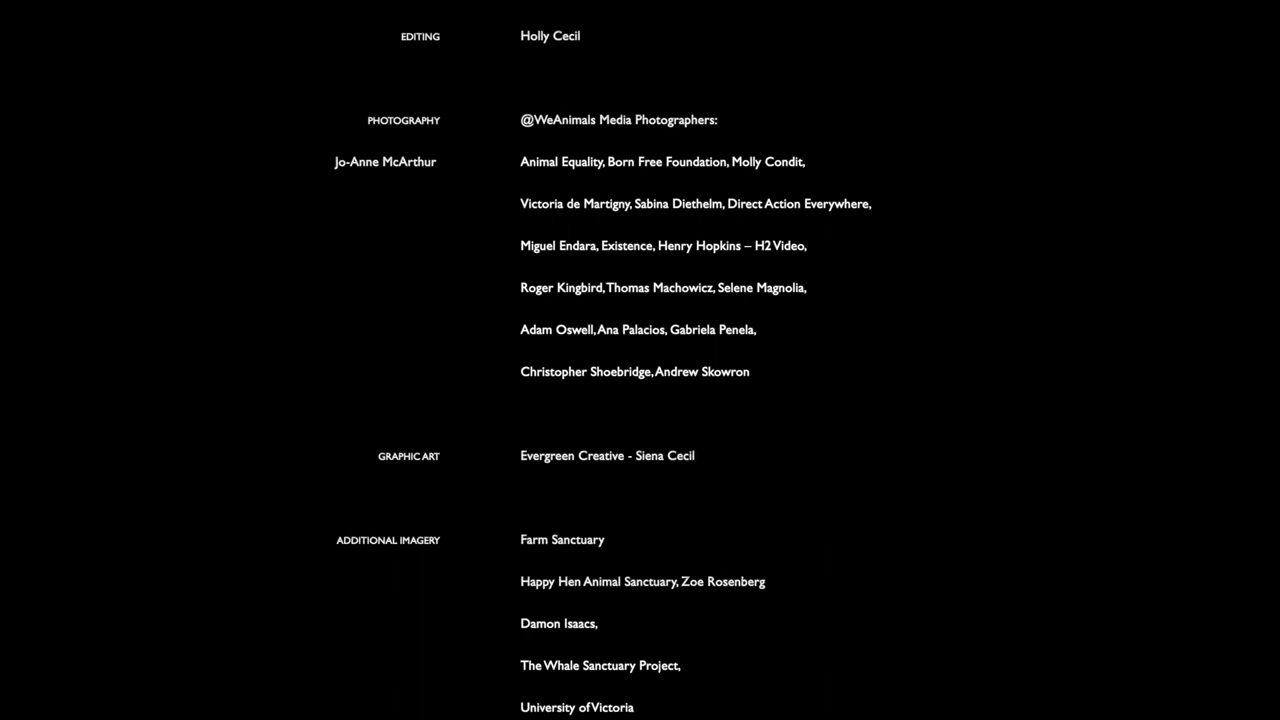 EDITING Holly Cecil
PHOTOGRAPHY @WeAnimals Media Photographers:
Jo-Anne McArthur Animal Equality, Born Free Foundation, Molly Condit,
Victoria de Martigny, Sabina Diethelm, Direct Action Everywhere,
Miguel Endara, Existence, Henry Hopkins – H2 Video,
Roger Kingbird, Thomas Machowicz, Selene Magnolia,
Adam Oswell, Ana Palacios, Gabriela Penela,
Christopher Shoebridge, Andrew Skowron
GRAPHIC ART Evergreen Creative - Siena Cecil
ADDITIONAL IMAGERY Farm Sanctuary
Happy Hen Animal Sanctuary, Zoe Rosenberg
Damon Isaacs,
The Whale Sanctuary Project,
University of Victoria